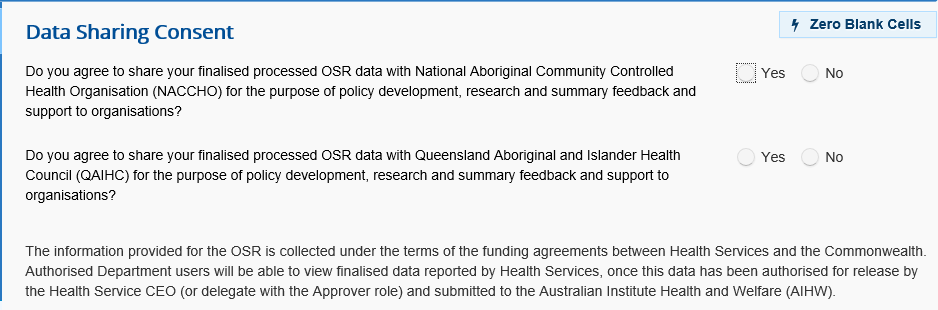 Data Sharing Consent
Zero Blank Cells
Do you agree to share your finalised processed OSR data with National Aboriginal Community Controlled
Health Organisation (NACCHO) for the purpose of policy development, research and summary feedback and
support to organisations?
Yes No
Do you agree to share your finalised processed OSR data with Queensland Aboriginal and Islander Health
Council (QAIHC) for the purpose of policy development, research and summary feedback and support to
organisations?
Yes No
The information provided for the OSR is collected under the terms of the funding agreements between Health Services and the Commonwealth.
Authorised Department users will be able to view finalised data reported by Health Services, once this data has been authorised for release by
the Health Service CEO (or delegate with the Approver role) and submitted to the Australian Institute Health and Welfare (AIHW).